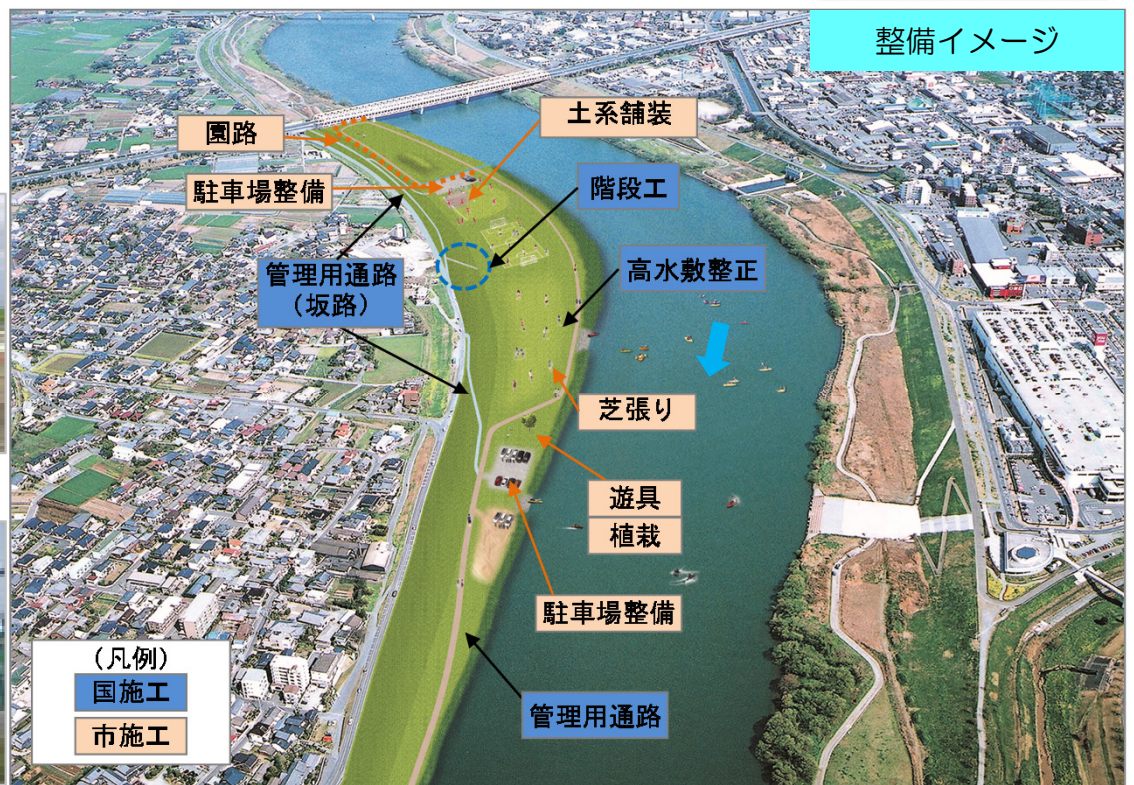 整備イメージ
園路
土系舗装
駐車場整備
階段工
管理用通路
(坂路)
高水敷整正
芝張り
遊具
植栽
駐車場整備
管理用通路
(凡例)
国施工
市施工